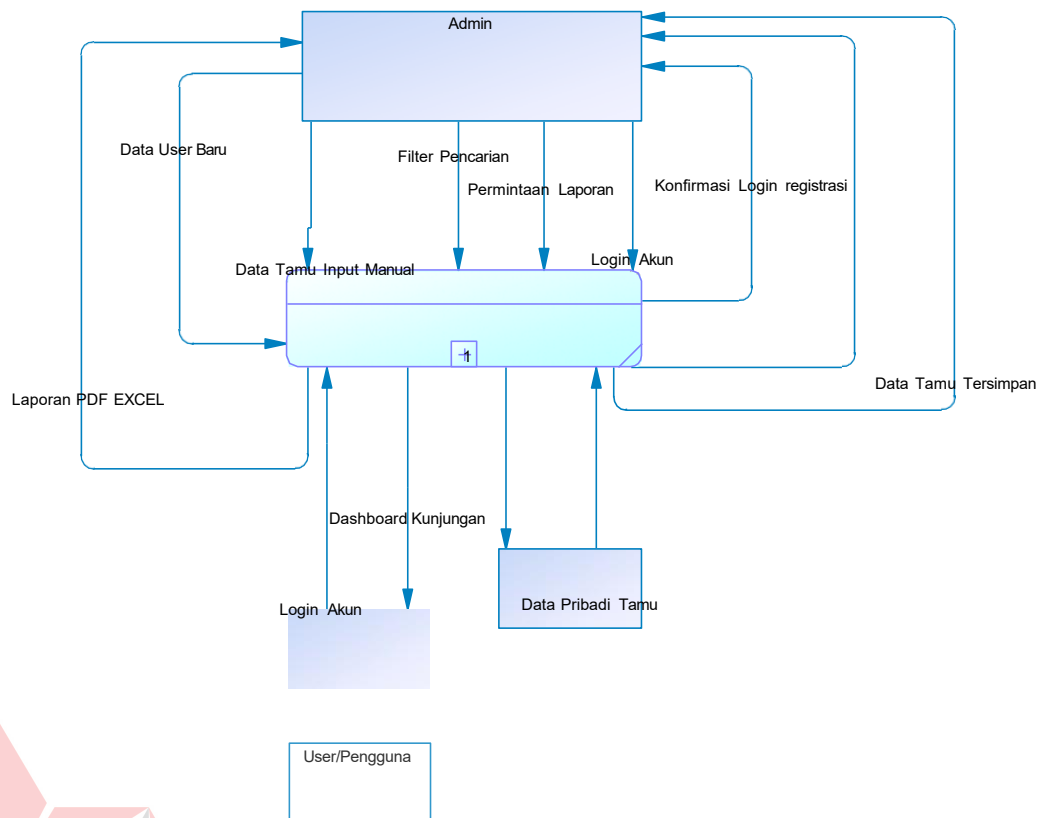 Admin
Data User Baru
Filter Pencarian
Permintaan Laporan
Konfirmasi Login registrasi
Login Akun
Data Tamu Input Manual
1
Data Tamu Tersimpan
Laporan PDF EXCEL
Dashboard Kunjungan
Login Akun
Data Pribadi Tamu
User/Pengguna